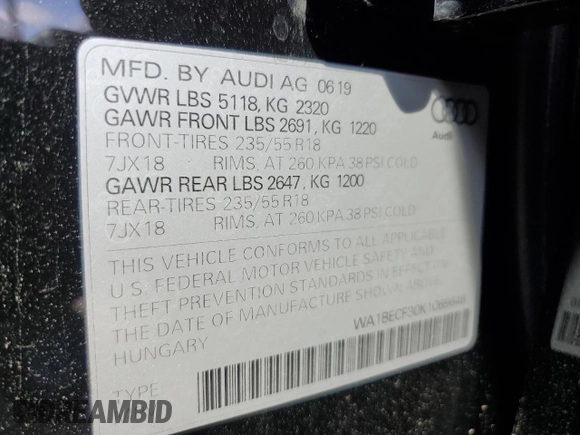 MFD. BY AUDI AG 0619
GVWR LBS 5118, KG 2320
GAWR FRONT LBS 2691, KG 1220
FRONT-TIRES 235/55 R18
7JX18 RIMS, AT 260 KPA 38 PSI COLD
GAWR REAR LBS 2647, KG 1200
REAR-TIRES 235/55 R18
7JX18 RIMS, AT 260 KPA 38 PSI COLD
Audi
THIS VEHICLE CONFORMS TO ALL APPLICABLE
U.S. FEDERAL MOTOR VEHICLE SAFETY AND
THEFT PREVENTION STANDARDS IN EFFECT ON
THE DATE OF MANUFACTURE SHOWN ABOVE.
HUNGARY
TYPE
DREAMBID